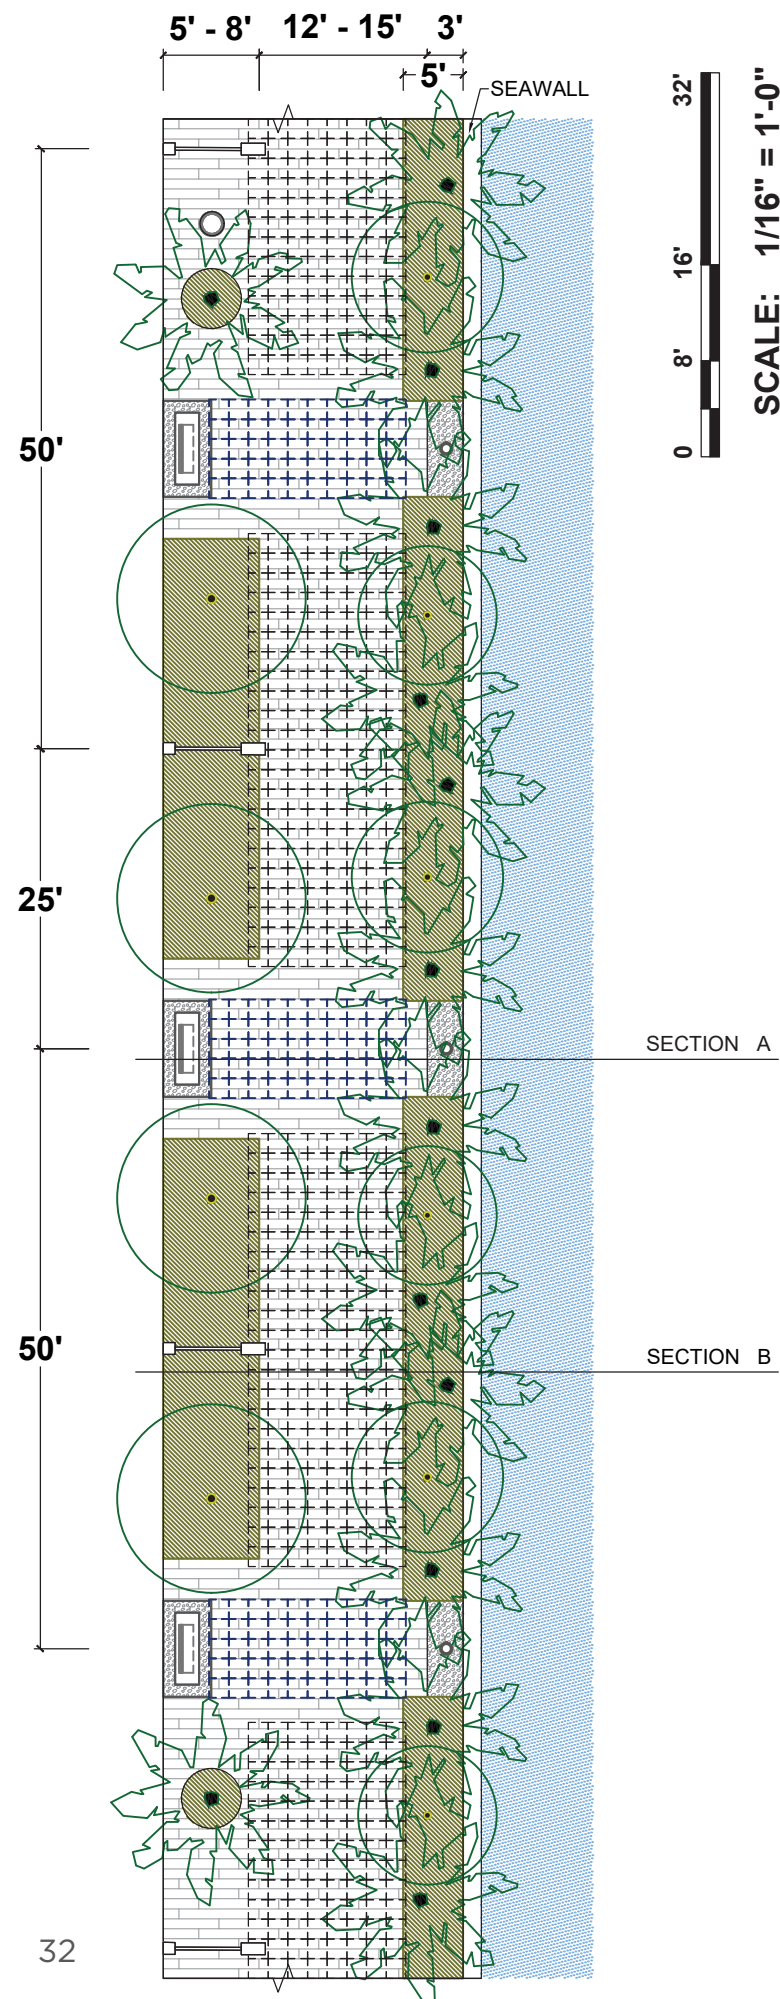 5' - 8' 12' - 15' 3'
5'
SEAWALL
32'
16'
8'
0
SCALE: 1/16" = 1'-0"
50'
25'
SECTION A
50'
SECTION B
32